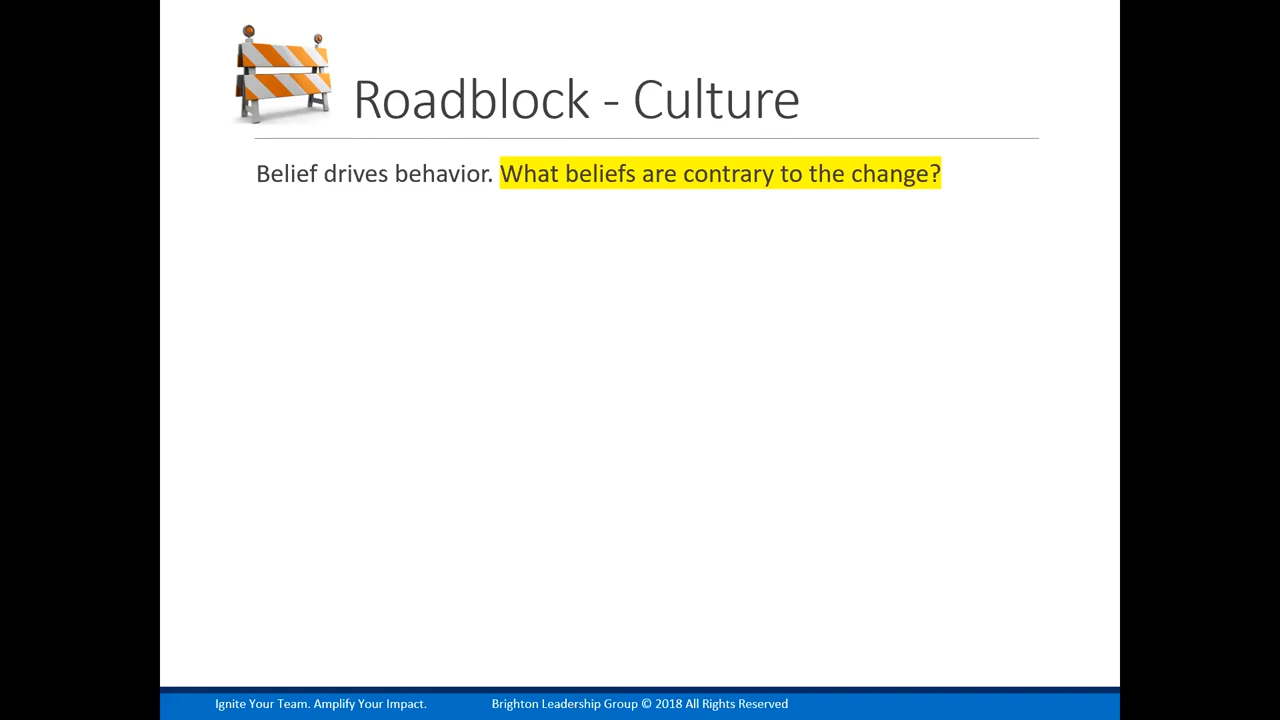 Roadblock - Culture
Belief drives behavior. What beliefs are contrary to the change?
Ignite Your Team. Amplify Your Impact.
Brighton Leadership Group © 2018 All Rights Reserved